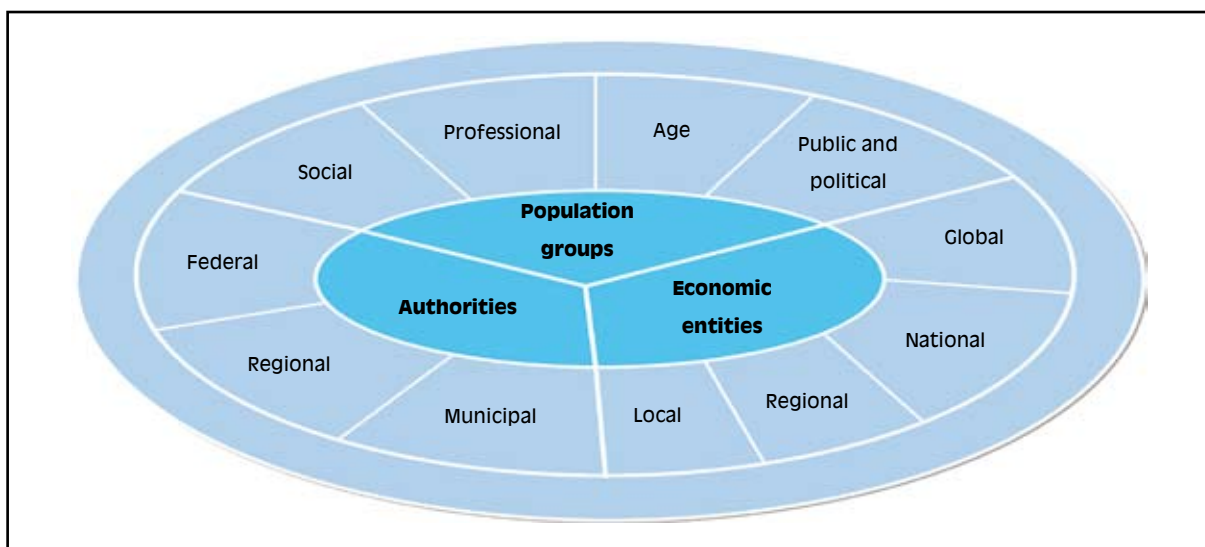 Professional
Age
Public and
political
Social
Population
groups
Global
Federal
Authorities
Economic
entities
National
Regional
Municipal
Local
Regional